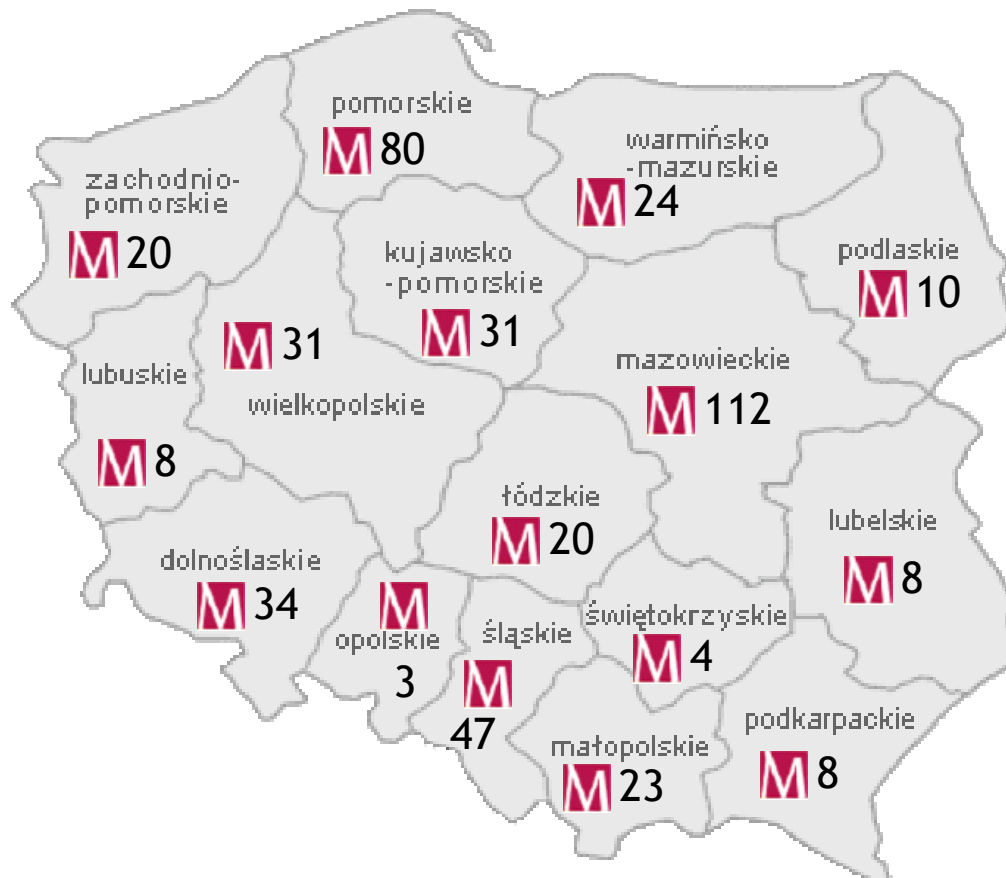 pomorskie
M 80
warmińsko
-mazurskie
M 24
zachodnio-
pomorskie
M 20
kujawsko
-pomorskie
M 31
podlaskie
M 10
M 31
wielkopolskie
mazowieckie
M 112
lubuskie
M 8
łódzkie
M 20
lubelskie
M 8
dolnoślaskie
M 34
M
opolskie
3
śląskie
M
47
świętokrzyskie
M 4
małopolskie
M 23
podkarpackie
M 8